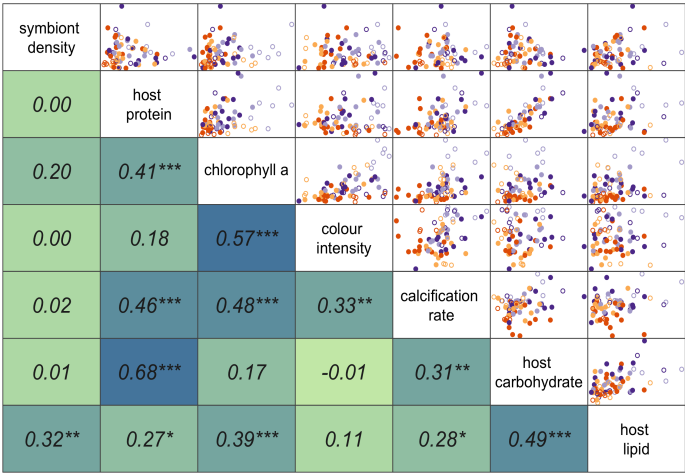 symbiont
density
0.00
host
protein
0.20
0.41***
chlorophyll a
0.00
0.18
0.57***
colour
intensity
0.02
0.46***
0.48***
0.33**
calcification
rate
0.01
0.68***
0.17
-0.01
0.31**
host
carbohydrate
0.32**
0.27*
0.39***
0.11
0.28*
0.49***
host
lipid